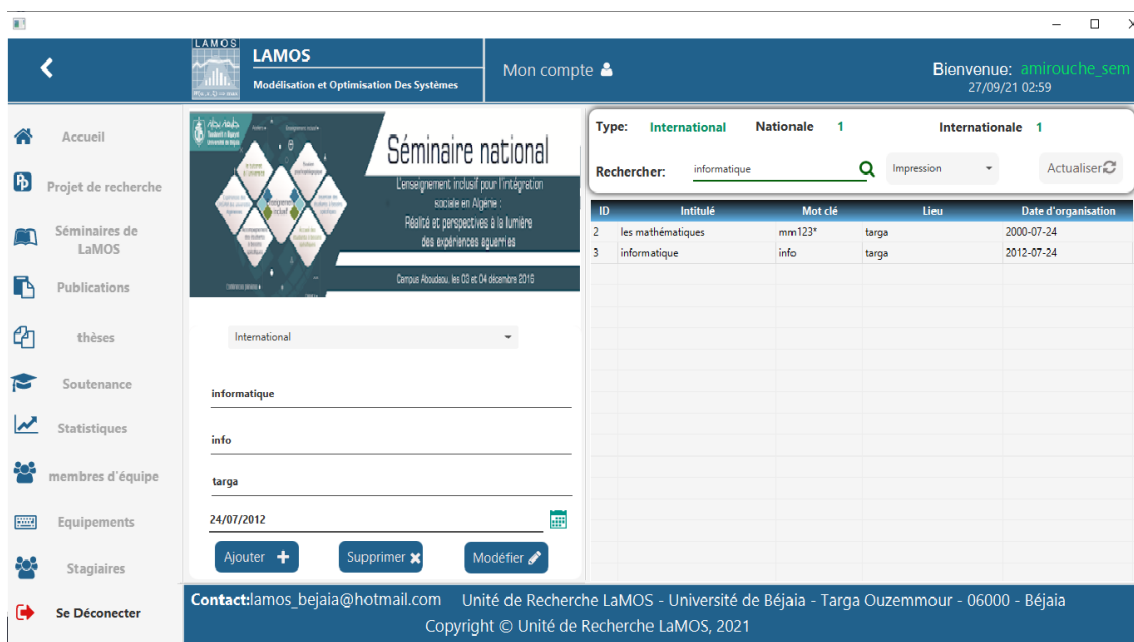 LAMOS
LAMOS
Modélisation et Optimisation Des Systèmes
Mon compte
Bienvenue: amirouche_sem
27/09/21 02:59
Accueil
Projet de recherche
Séminaires de
LaMOS
Publications
thèses
Soutenance
Statistiques
membres d'équipe
Equipements
Stagiaires
Se Déconecter
Séminaire national
L'enseignement inclusif pour l'intégration
sociale en Algérie :
Réalité et perspectives à la lumière
des expériences aguerries
Campus Aboudaou, les 03 et 04 décembre 2016
International
informatique
info
targa
24/07/2012
Ajouter
Supprimer
Modéfier
Type: International Nationale 1 Internationale 1
Rechercher: informatique Impression Actualiser
ID Intitulé Mot clé Lieu Date d'organisation
2 les mathématiques mm123* targa 2000-07-24
3 informatique info targa 2012-07-24
Contact:lamos_bejaia@hotmail.com Unité de Recherche LaMOS - Université de Béjaia - Targa Ouzemmour - 06000 - Béjaia
Copyright © Unité de Recherche LaMOS, 2021